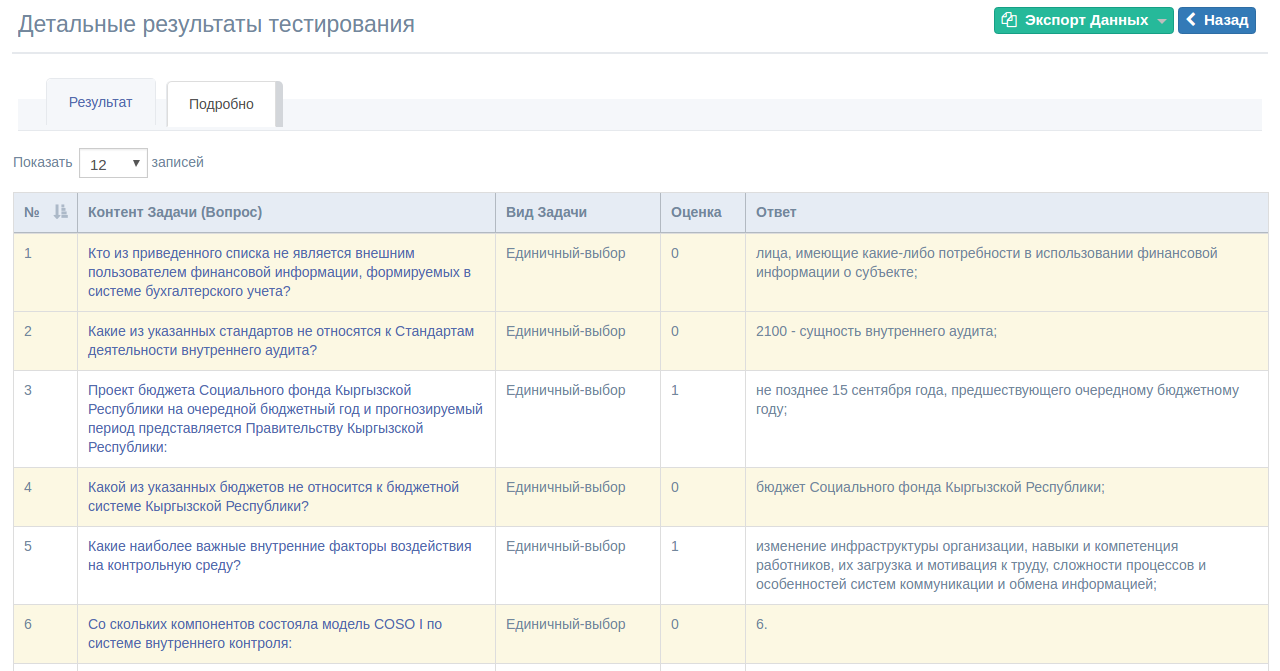 Детальные результаты тестирования
Экспорт Данных
Назад
Результат
Подробно
Показать 12 записей
№ Контент Задачи (Вопрос) Вид Задачи Оценка Ответ
1 Кто из приведенного списка не является внешним Единичный-выбор 0 лица, имеющие какие-либо потребности в использовании финансовой
пользователем финансовой информации, формируемых в информации о субъекте;
системе бухгалтерского учета?
2 Какие из указанных стандартов не относятся к Стандартам Единичный-выбор 0 2100 - сущность внутреннего аудита;
деятельности внутреннего аудита?
3 Проект бюджета Социального фонда Кыргызской Единичный-выбор 1 не позднее 15 сентября года, предшествующего очередному бюджетному
Республики на очередной бюджетный год и прогнозируемый году;
период представляется Правительству Кыргызской
Республики:
4 Какой из указанных бюджетов не относится к бюджетной Единичный-выбор 0 бюджет Социального фонда Кыргызской Республики;
системе Кыргызской Республики?
5 Какие наиболее важные внутренние факторы воздействия Единичный-выбор 1 изменение инфраструктуры организации, навыки и компетенция
на контрольную среду? работников, их загрузка и мотивация к труду, сложности процессов и
особенностей систем коммуникации и обмена информацией;
6 Со скольких компонентов состояла модель COSO I по Единичный-выбор 0 6.
системе внутреннего контроля: